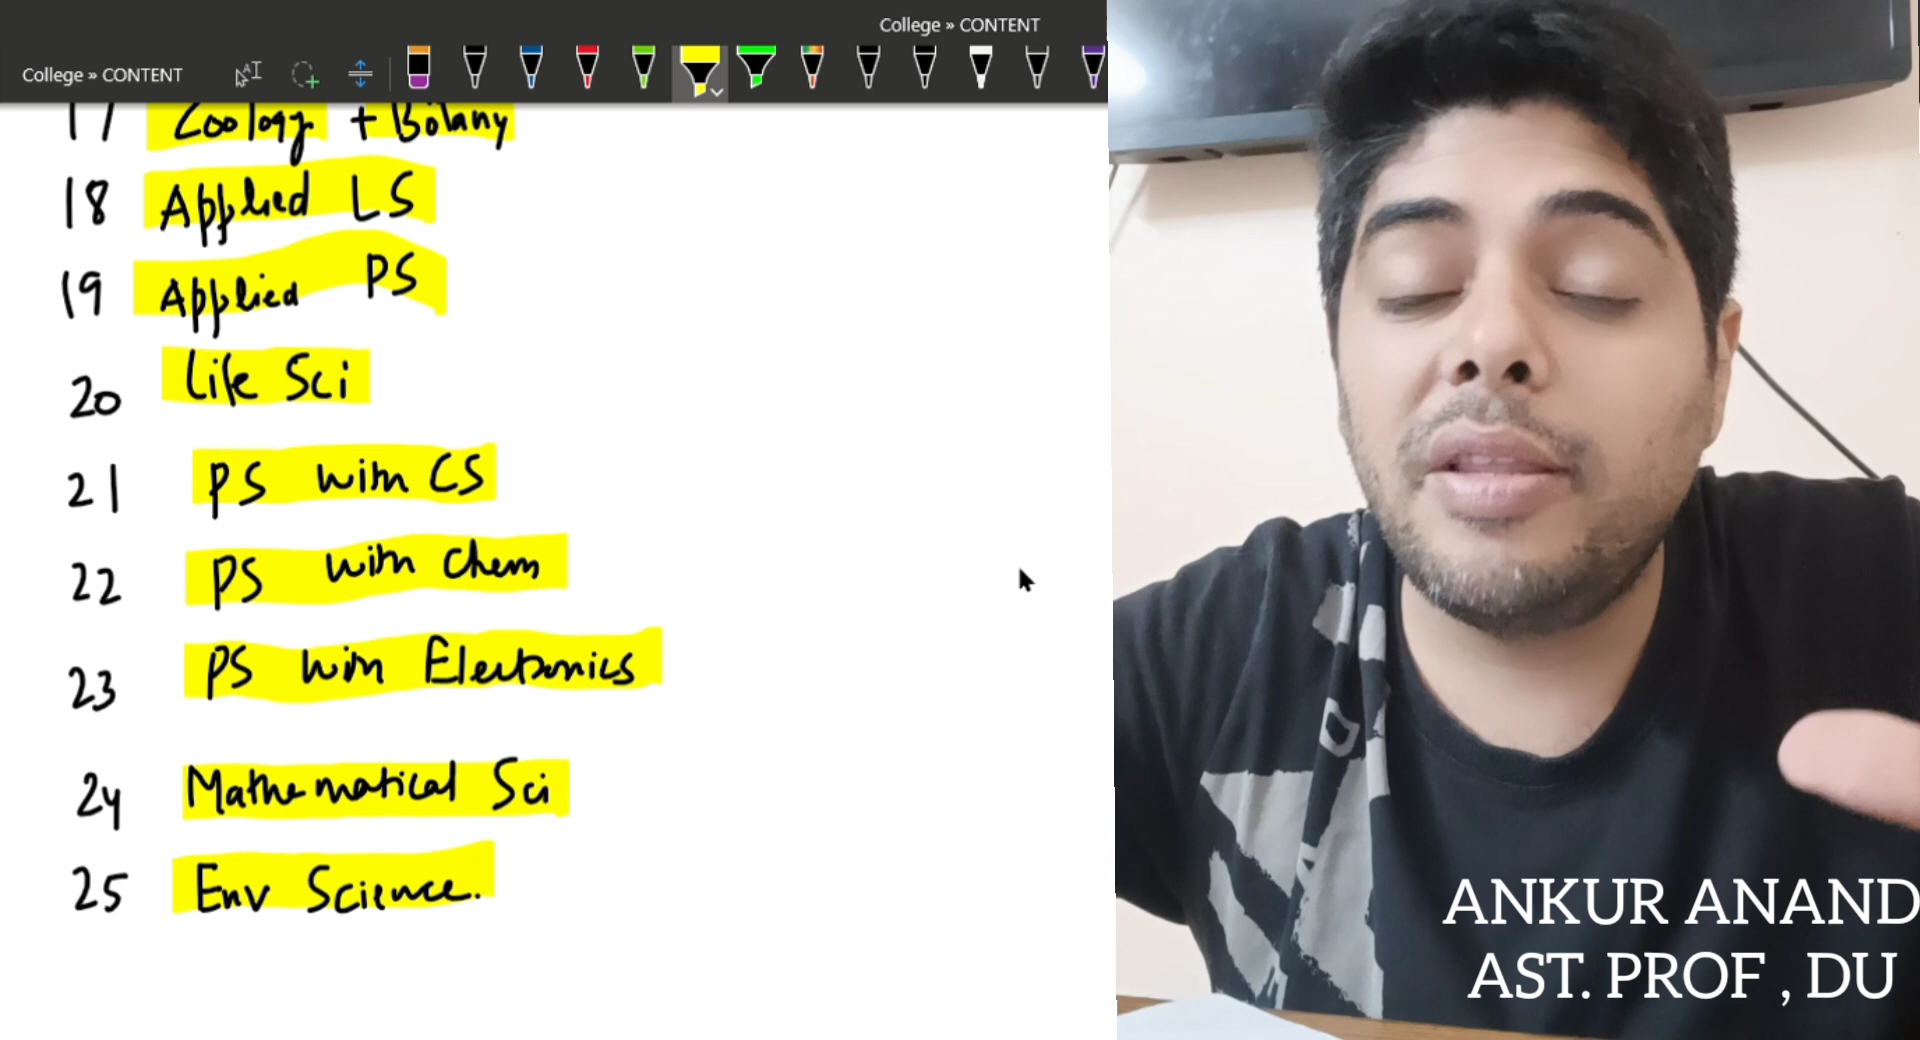 College » CONTENT
College » CONTENT
17 Zoology + Botany
18 Applied LS
19 Applied PS
20 Life Sci
21 PS with CS
22 PS with Chem
23 PS with Electronics
24 Mathematical Sci
25 Env Science.
ANKUR ANAND
AST. PROF , DU